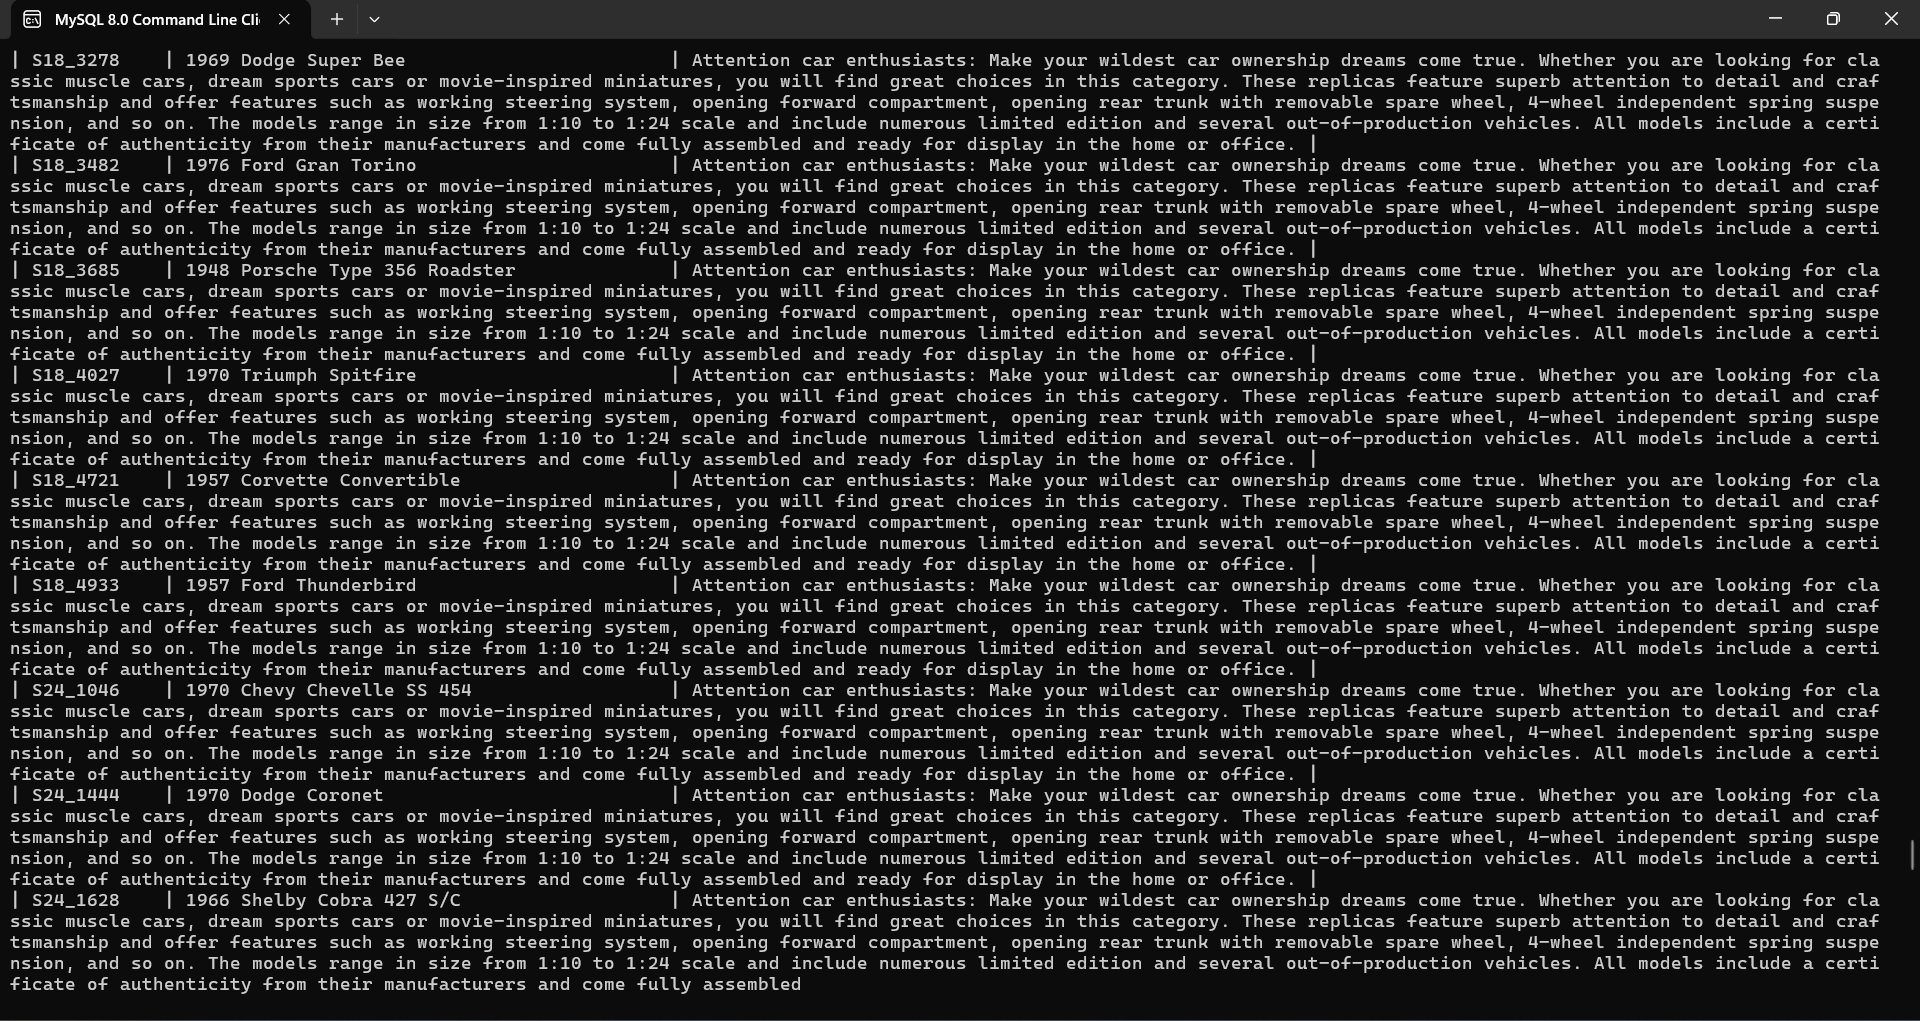 MySQL 8.0 Command Line Cli
| S18_3278    | 1969 Dodge Super Bee                        | Attention car enthusiasts: Make your wildest car ownership dreams come true. Whether you are looking for cla
ssic muscle cars, dream sports cars or movie-inspired miniatures, you will find great choices in this category. These replicas feature superb attention to detail and craf
tsmanship and offer features such as working steering system, opening forward compartment, opening rear trunk with removable spare wheel, 4-wheel independent spring suspe
nsion, and so on. The models range in size from 1:10 to 1:24 scale and include numerous limited edition and several out-of-production vehicles. All models include a certi
ficate of authenticity from their manufacturers and come fully assembled and ready for display in the home or office. |
| S18_3482    | 1976 Ford Gran Torino                       | Attention car enthusiasts: Make your wildest car ownership dreams come true. Whether you are looking for cla
ssic muscle cars, dream sports cars or movie-inspired miniatures, you will find great choices in this category. These replicas feature superb attention to detail and craf
tsmanship and offer features such as working steering system, opening forward compartment, opening rear trunk with removable spare wheel, 4-wheel independent spring suspe
nsion, and so on. The models range in size from 1:10 to 1:24 scale and include numerous limited edition and several out-of-production vehicles. All models include a certi
ficate of authenticity from their manufacturers and come fully assembled and ready for display in the home or office. |
| S18_3685    | 1948 Porsche Type 356 Roadster              | Attention car enthusiasts: Make your wildest car ownership dreams come true. Whether you are looking for cla
ssic muscle cars, dream sports cars or movie-inspired miniatures, you will find great choices in this category. These replicas feature superb attention to detail and craf
tsmanship and offer features such as working steering system, opening forward compartment, opening rear trunk with removable spare wheel, 4-wheel independent spring suspe
nsion, and so on. The models range in size from 1:10 to 1:24 scale and include numerous limited edition and several out-of-production vehicles. All models include a certi
ficate of authenticity from their manufacturers and come fully assembled and ready for display in the home or office. |
| S18_4027    | 1970 Triumph Spitfire                       | Attention car enthusiasts: Make your wildest car ownership dreams come true. Whether you are looking for cla
ssic muscle cars, dream sports cars or movie-inspired miniatures, you will find great choices in this category. These replicas feature superb attention to detail and craf
tsmanship and offer features such as working steering system, opening forward compartment, opening rear trunk with removable spare wheel, 4-wheel independent spring suspe
nsion, and so on. The models range in size from 1:10 to 1:24 scale and include numerous limited edition and several out-of-production vehicles. All models include a certi
ficate of authenticity from their manufacturers and come fully assembled and ready for display in the home or office. |
| S18_4721    | 1957 Corvette Convertible                   | Attention car enthusiasts: Make your wildest car ownership dreams come true. Whether you are looking for cla
ssic muscle cars, dream sports cars or movie-inspired miniatures, you will find great choices in this category. These replicas feature superb attention to detail and craf
tsmanship and offer features such as working steering system, opening forward compartment, opening rear trunk with removable spare wheel, 4-wheel independent spring suspe
nsion, and so on. The models range in size from 1:10 to 1:24 scale and include numerous limited edition and several out-of-production vehicles. All models include a certi
ficate of authenticity from their manufacturers and come fully assembled and ready for display in the home or office. |
| S18_4933    | 1957 Ford Thunderbird                       | Attention car enthusiasts: Make your wildest car ownership dreams come true. Whether you are looking for cla
ssic muscle cars, dream sports cars or movie-inspired miniatures, you will find great choices in this category. These replicas feature superb attention to detail and craf
tsmanship and offer features such as working steering system, opening forward compartment, opening rear trunk with removable spare wheel, 4-wheel independent spring suspe
nsion, and so on. The models range in size from 1:10 to 1:24 scale and include numerous limited edition and several out-of-production vehicles. All models include a certi
ficate of authenticity from their manufacturers and come fully assembled and ready for display in the home or office. |
| S24_1046    | 1970 Chevy Chevelle SS 454                  | Attention car enthusiasts: Make your wildest car ownership dreams come true. Whether you are looking for cla
ssic muscle cars, dream sports cars or movie-inspired miniatures, you will find great choices in this category. These replicas feature superb attention to detail and craf
tsmanship and offer features such as working steering system, opening forward compartment, opening rear trunk with removable spare wheel, 4-wheel independent spring suspe
nsion, and so on. The models range in size from 1:10 to 1:24 scale and include numerous limited edition and several out-of-production vehicles. All models include a certi
ficate of authenticity from their manufacturers and come fully assembled and ready for display in the home or office. |
| S24_1444    | 1970 Dodge Coronet                          | Attention car enthusiasts: Make your wildest car ownership dreams come true. Whether you are looking for cla
ssic muscle cars, dream sports cars or movie-inspired miniatures, you will find great choices in this category. These replicas feature superb attention to detail and craf
tsmanship and offer features such as working steering system, opening forward compartment, opening rear trunk with removable spare wheel, 4-wheel independent spring suspe
nsion, and so on. The models range in size from 1:10 to 1:24 scale and include numerous limited edition and several out-of-production vehicles. All models include a certi
ficate of authenticity from their manufacturers and come fully assembled and ready for display in the home or office. |
| S24_1628    | 1966 Shelby Cobra 427 S/C                   | Attention car enthusiasts: Make your wildest car ownership dreams come true. Whether you are looking for cla
ssic muscle cars, dream sports cars or movie-inspired miniatures, you will find great choices in this category. These replicas feature superb attention to detail and craf
tsmanship and offer features such as working steering system, opening forward compartment, opening rear trunk with removable spare wheel, 4-wheel independent spring suspe
nsion, and so on. The models range in size from 1:10 to 1:24 scale and include numerous limited edition and several out-of-production vehicles. All models include a certi
ficate of authenticity from their manufacturers and come fully assembled